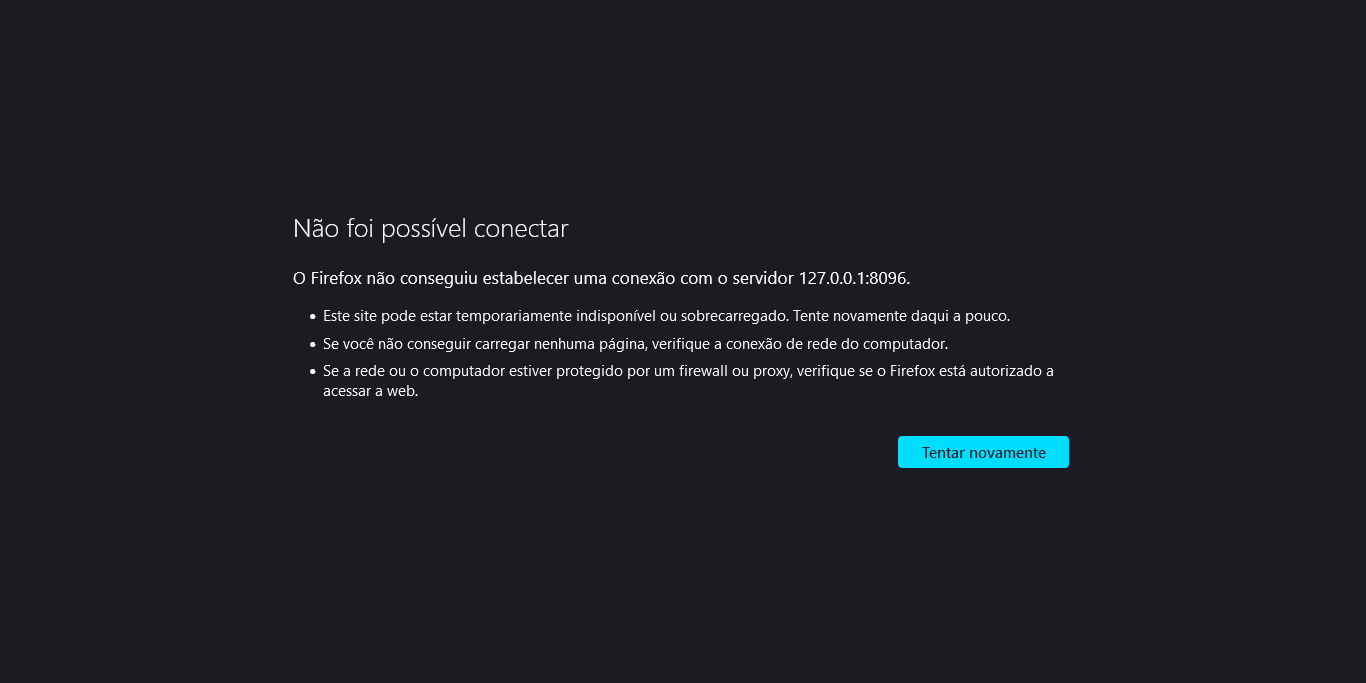 Não foi possível conectar
O Firefox não conseguiu estabelecer uma conexão com o servidor 127.0.0.1:8096.
• Este site pode estar temporariamente indisponível ou sobrecarregado. Tente novamente daqui a pouco.
• Se você não conseguir carregar nenhuma página, verifique a conexão de rede do computador.
• Se a rede ou o computador estiver protegido por um firewall ou proxy, verifique se o Firefox está autorizado a
acessar a web.
Tentar novamente